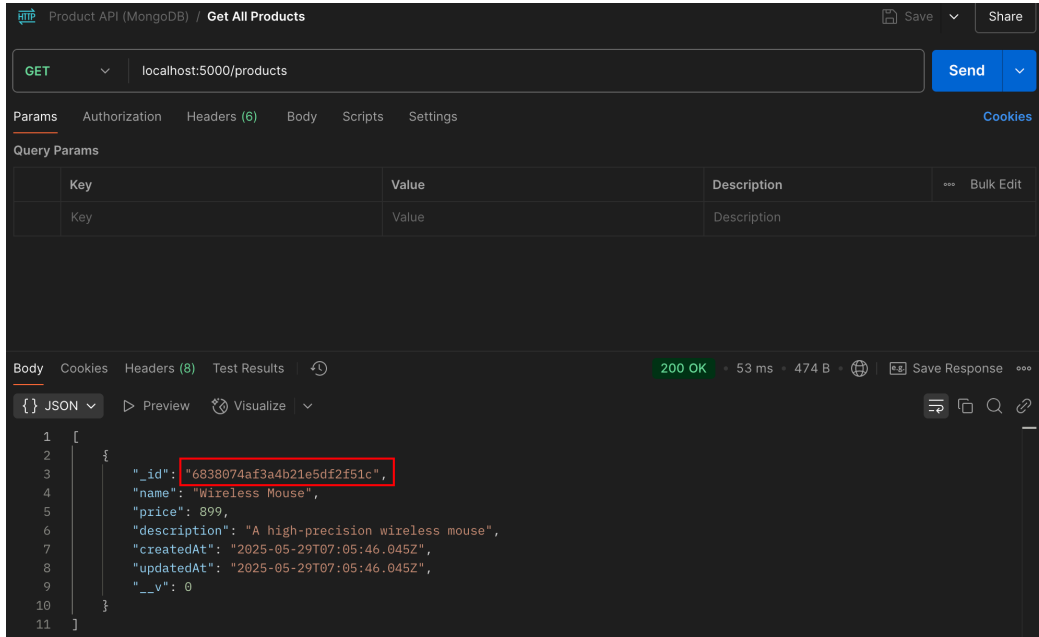 HTTP Product API (MongoDB) / Get All Products Save Share
GET localhost:5000/products Send
Params Authorization Headers (6) Body Scripts Settings Cookies
Query Params
Key Value Description ooo Bulk Edit
Key Value Description
Body Cookies Headers (8) Test Results 200 OK • 53 ms • 474 B • e.g. Save Response ooo
{} JSON Preview Visualize
1 [
2 {
3 "_id": "6838074af3a4b21e5df2f51c",
4 "name": "Wireless Mouse",
5 "price": 899,
6 "description": "A high-precision wireless mouse",
7 "createdAt": "2025-05-29T07:05:46.045Z",
8 "updatedAt": "2025-05-29T07:05:46.045Z",
9 "__v": 0
10 }
11 ]